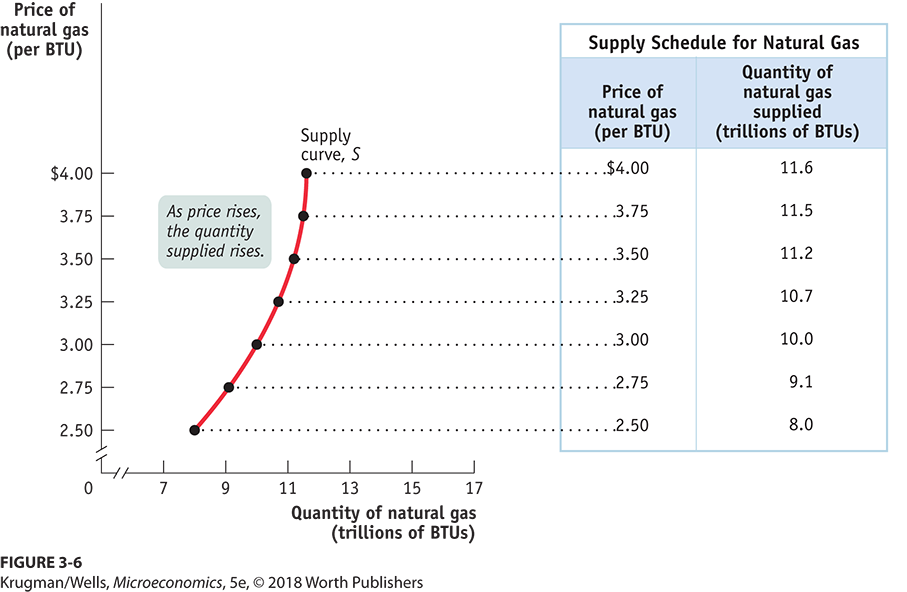 Price of
natural gas
(per BTU)
Supply
curve, S
$4.00
3.75
3.50
3.25
3.00
2.75
2.50
0
As price rises,
the quantity
supplied rises.
7 9 11 13 15 17
Quantity of natural gas
(trillions of BTUs)
Supply Schedule for Natural Gas
Price of
natural gas
(per BTU)
Quantity of
natural gas
supplied
(trillions of BTUs)
$4.00 11.6
3.75 11.5
3.50 11.2
3.25 10.7
3.00 10.0
2.75 9.1
2.50 8.0
FIGURE 3-6
Krugman/Wells, Microeconomics, 5e, © 2018 Worth Publishers